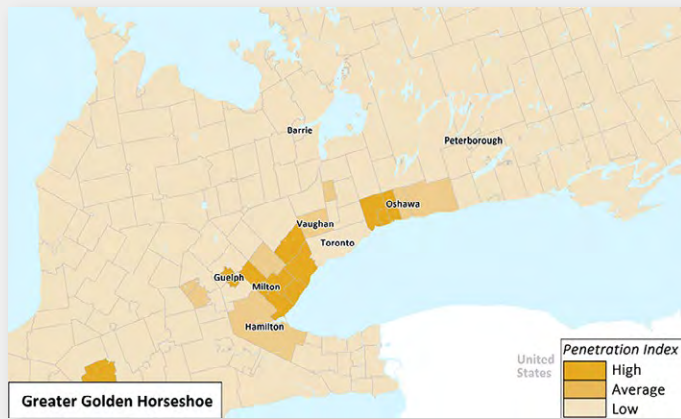 Barrie
Peterborough
Oshawa
Vaughan
Toronto
Guelph
Milton
Hamilton
United
States
Penetration Index
High
Average
Low
Greater Golden Horseshoe